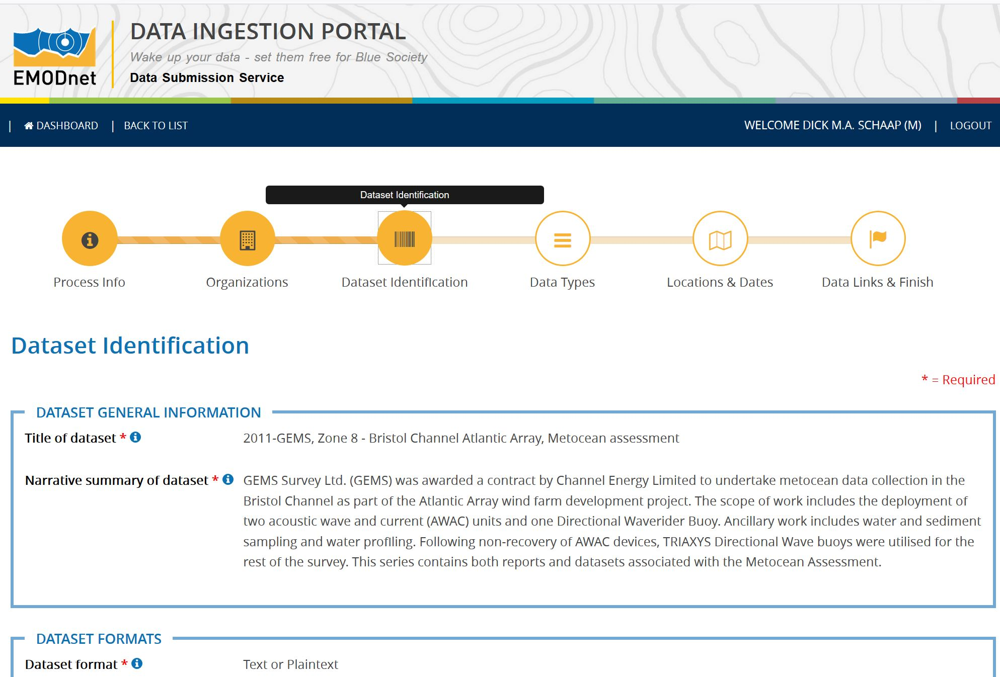 EMODnet
DATA INGESTION PORTAL
Wake up your data - set them free for Blue Society
Data Submission Service
| DASHBOARD | BACK TO LIST
WELCOME DICK M.A. SCHAAP (M) | LOGOUT
Dataset Identification
Process Info
Organizations
Dataset Identification
Data Types
Locations & Dates
Data Links & Finish
Dataset Identification
* = Required
DATASET GENERAL INFORMATION
Title of dataset * 2011-GEMS, Zone 8 - Bristol Channel Atlantic Array, Metocean assessment
Narrative summary of dataset * GEMS Survey Ltd. (GEMS) was awarded a contract by Channel Energy Limited to undertake metocean data collection in the
Bristol Channel as part of the Atlantic Array wind farm development project. The scope of work includes the deployment of
two acoustic wave and current (AWAC) units and one Directional Waverider Buoy. Ancillary work includes water and sediment
sampling and water profiling. Following non-recovery of AWAC devices, TRIAXYS Directional Wave buoys were utilised for the
rest of the survey. This series contains both reports and datasets associated with the Metocean Assessment.
DATASET FORMATS
Dataset format * Text or Plaintext